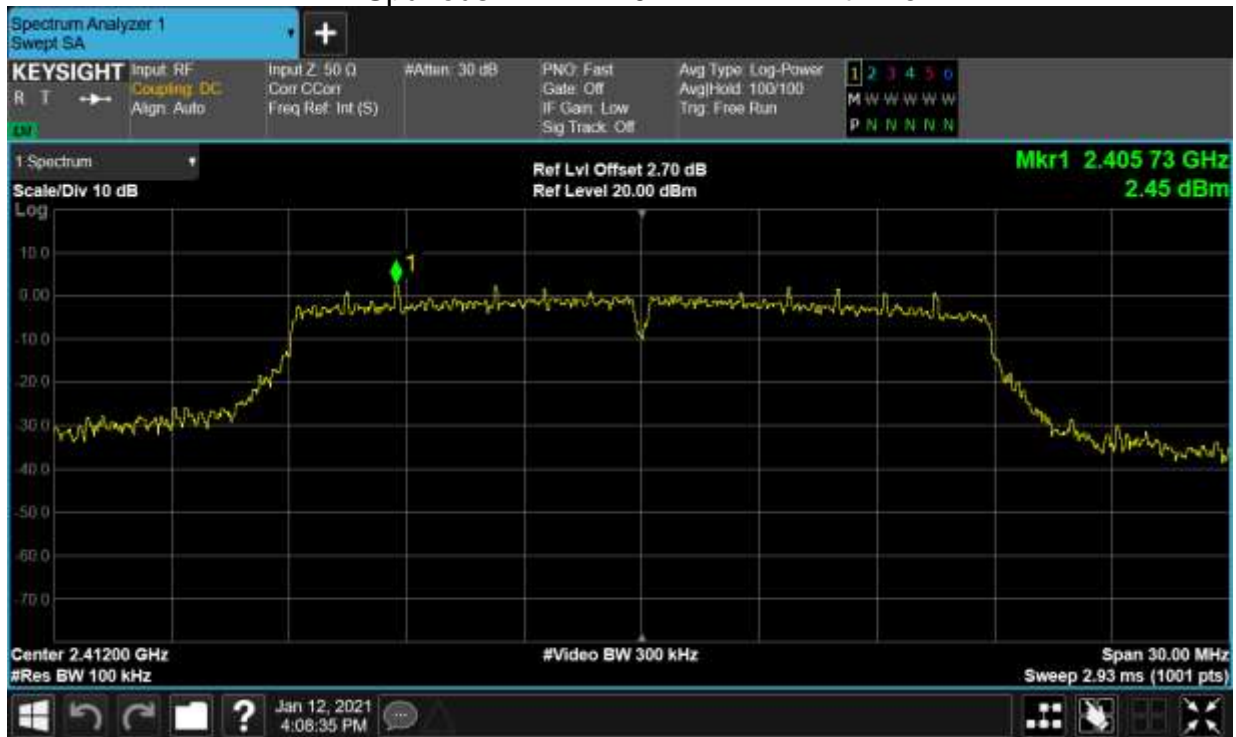 Spectrum Analyzer 1
Swept SA
KEYSIGHT
R T
Input: RF
Coupling: DC
Align: Auto
Input Z: 50 Ω
Corr CCorr
Freq Ref: Int (S)
#Atten: 30 dB
PNO: Fast
Gate: Off
IF Gain: Low
Sig Track: Off
Avg Type: Log-Power
Avg|Hold: 100/100
Trig: Free Run
1 2 3 4 5 6
M W W W W W
P N N N N N
1 Spectrum
Scale/Div 10 dB
Log
Ref Lvl Offset 2.70 dB
Ref Level 20.00 dBm
Mkr1 2.405 73 GHz
2.45 dBm
1
10.0
0.00
-10.0
-20.0
-30.0
-40.0
-50.0
-60.0
-70.0
Center 2.41200 GHz
#Res BW 100 kHz
#Video BW 300 kHz
Span 30.00 MHz
Sweep 2.93 ms (1001 pts)
?
Jan 12, 2021
4:08:35 PM